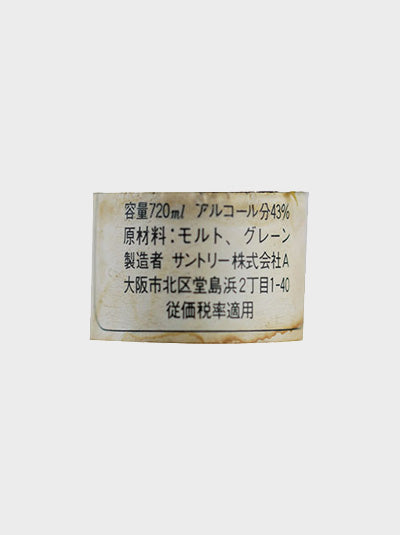 容量720ml アルコール分43%
原材料:モルト、グレーン
製造者 サントリー株式会社A
大阪市北区堂島浜2丁目1-40
従価税率適用